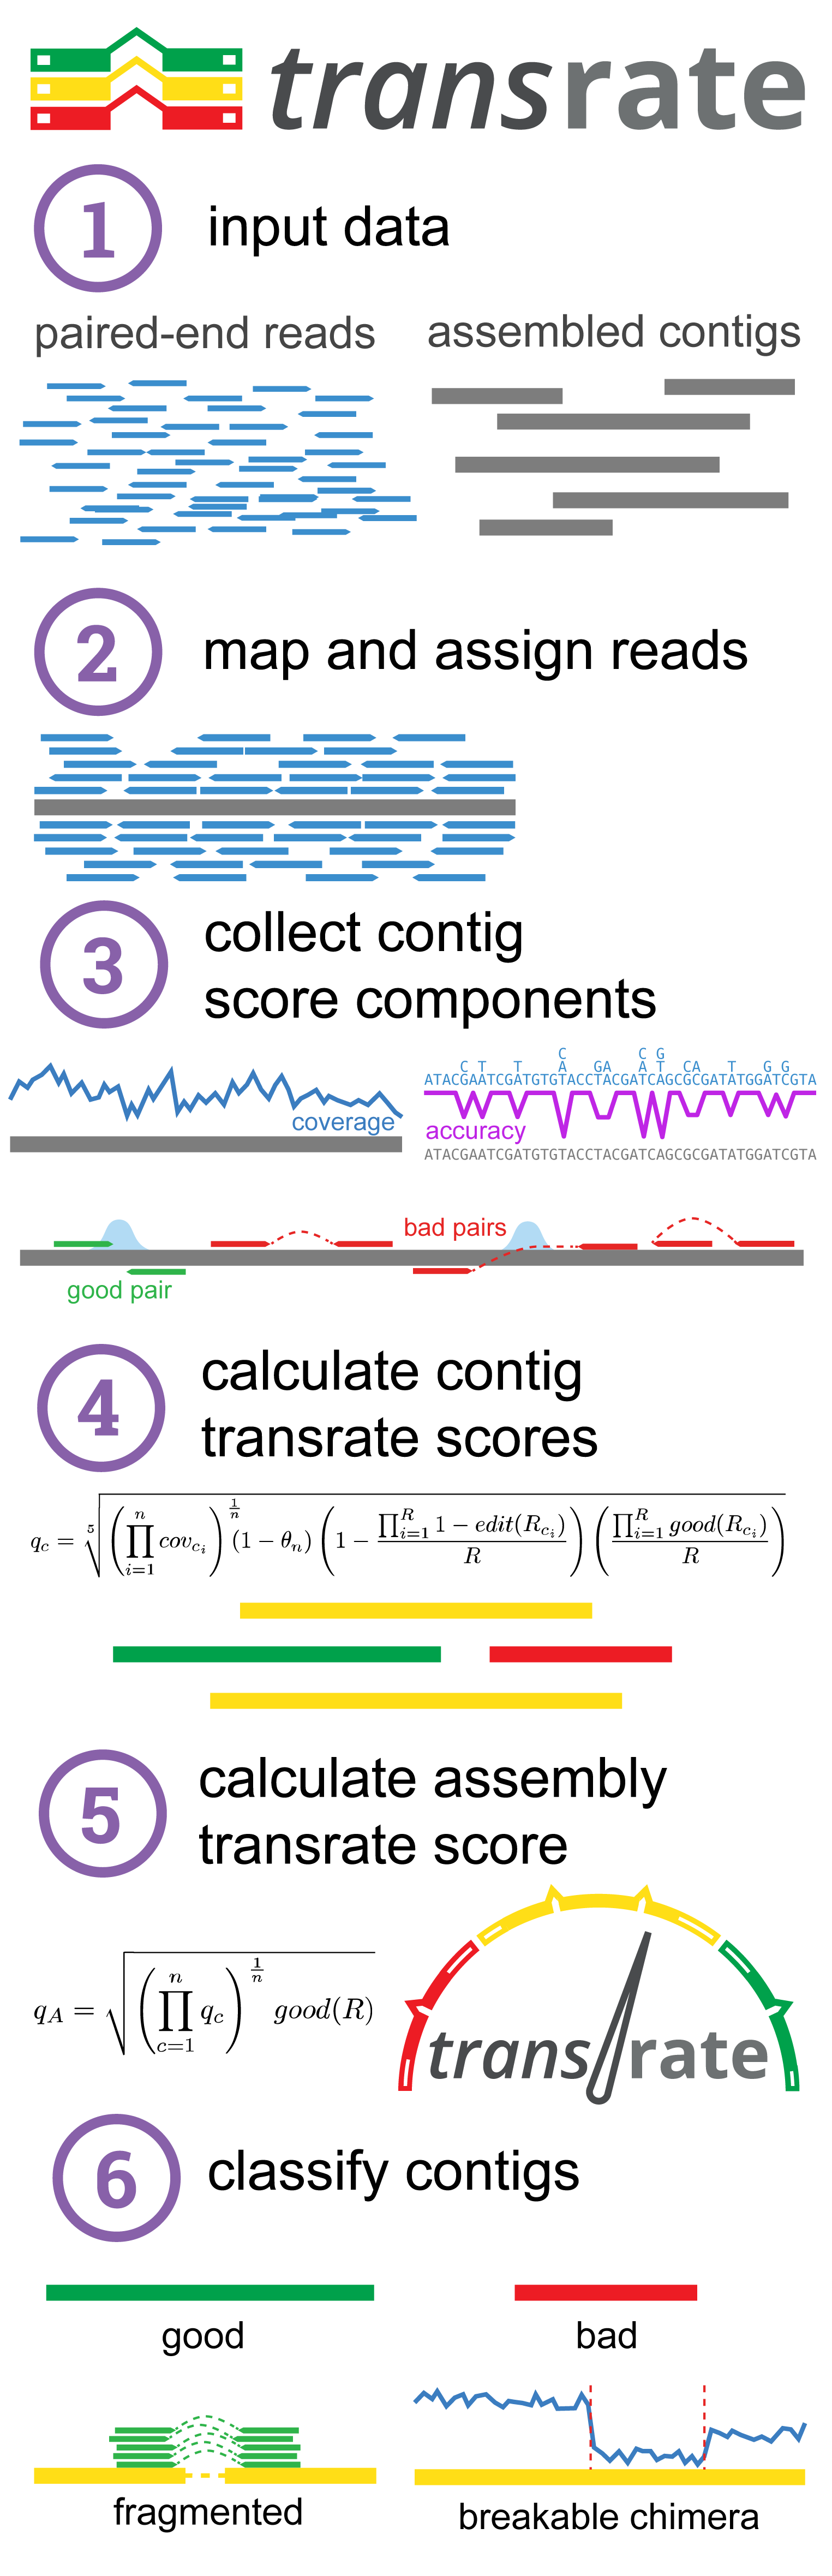 transrate
1 input data
paired-end reads
assembled contigs
2 map and assign reads
3 collect contig
score components
C C G
C T T A GA A T CA T G G
ATACGAATCGATGTGTACCTACGATCAGCGCGATATGGATCGTA
coverage
accuracy
ATACGAATCGATGTGTACCTACGATCAGCGCGATATGGATCGTA
bad pairs
good pair
4 calculate contig
transrate scores
q_c = \sqrt[5]{\left(\prod_{i=1}^{n} cov_{c_i}\right)^{\frac{1}{n}} (1 - \theta_n) \left(1 - \frac{\prod_{i=1}^{R} 1 - edit(R_{c_i})}{R}\right) \left(\frac{\prod_{i=1}^{R} good(R_{c_i})}{R}\right)}
5 calculate assembly
transrate score
q_A = \sqrt{\left(\prod_{c=1}^{n} q_c\right)^{\frac{1}{n}} good(R)}
trans rate
6 classify contigs
good
bad
fragmented
breakable chimera